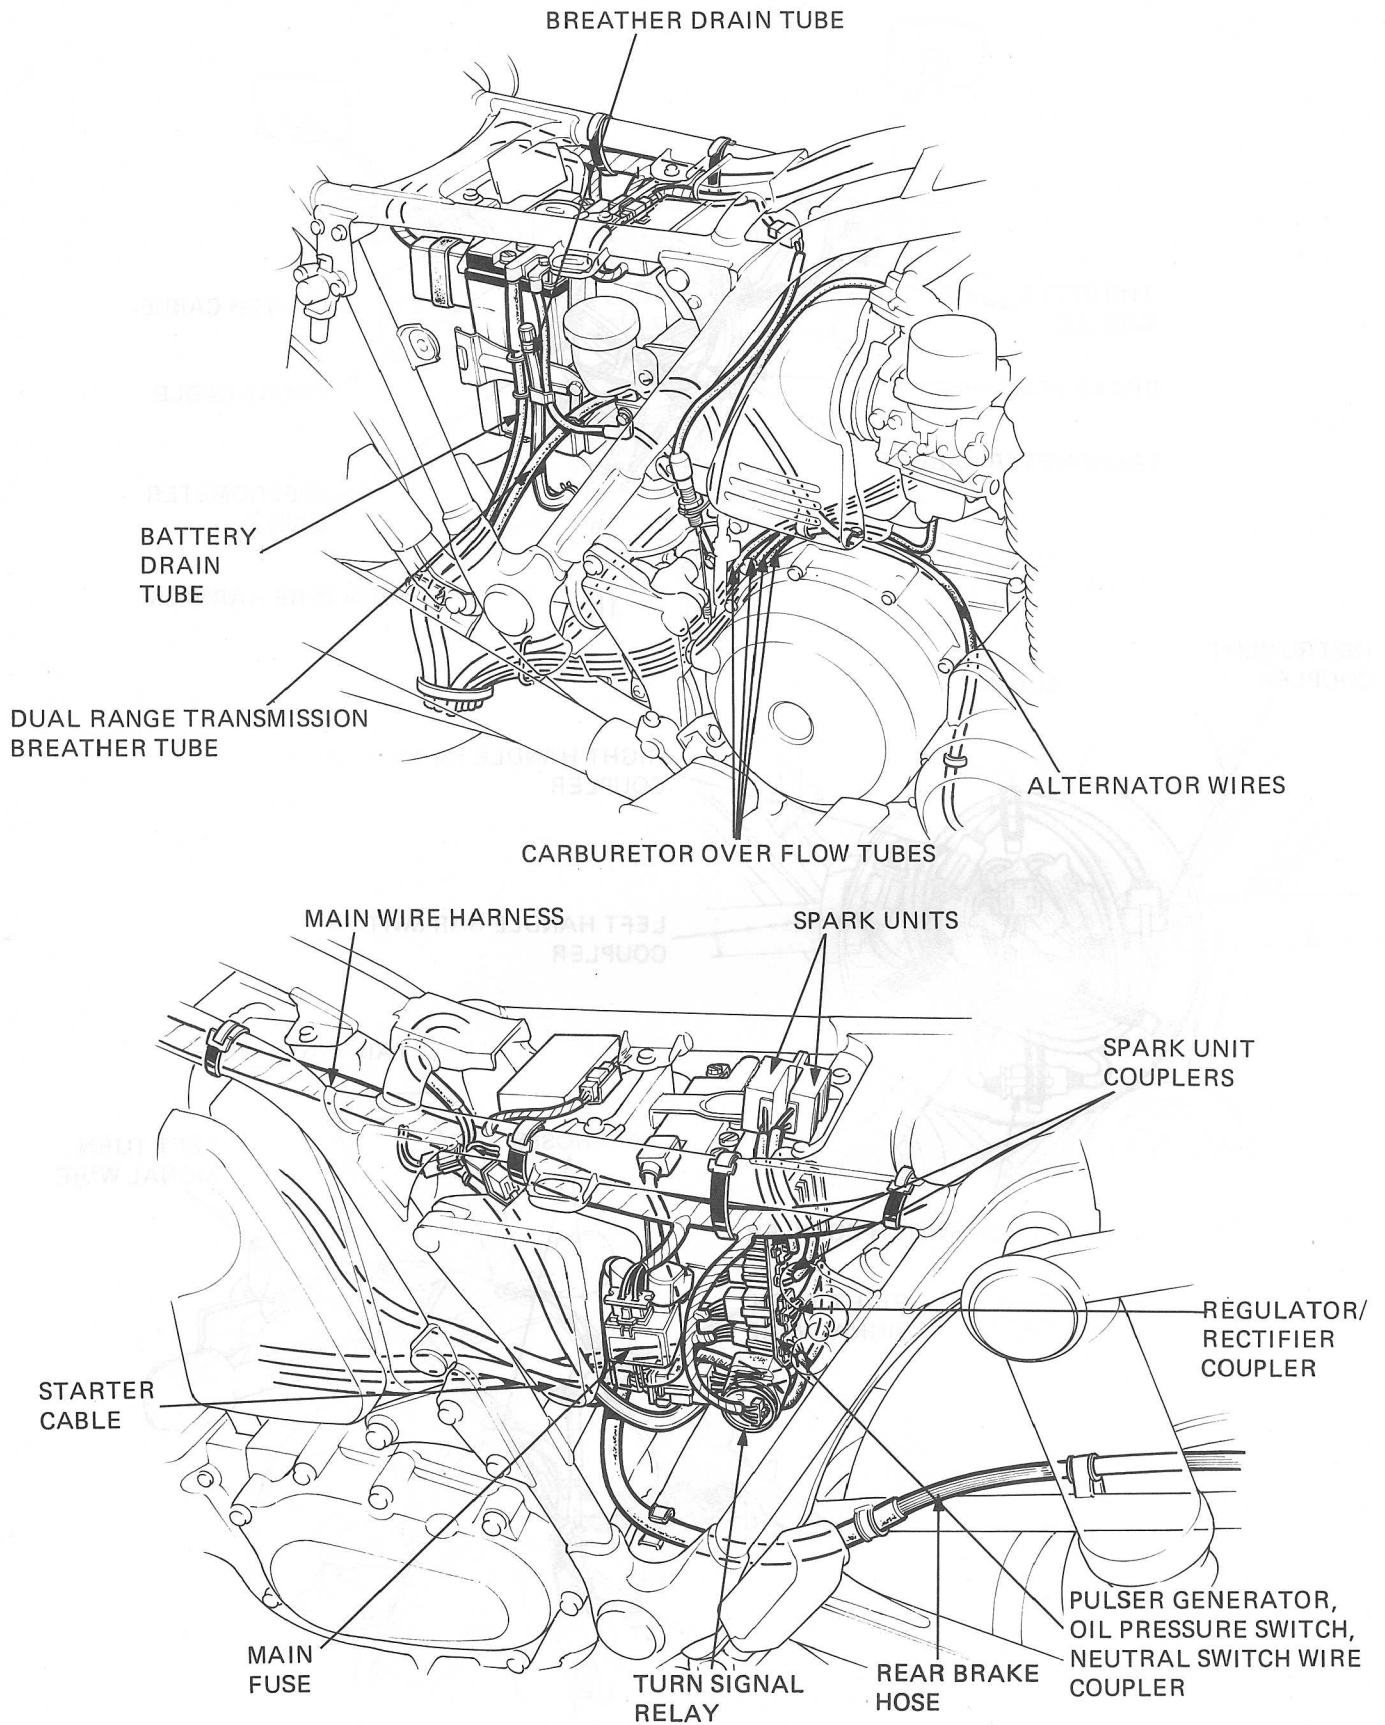 BREATHER DRAIN TUBE
BATTERY
DRAIN
TUBE
DUAL RANGE TRANSMISSION
BREATHER TUBE
ALTERNATOR WIRES
CARBURETOR OVER FLOW TUBES
MAIN WIRE HARNESS
SPARK UNITS
SPARK UNIT
COUPLERS
REGULATOR/
RECTIFIER
COUPLER
STARTER
CABLE
MAIN
FUSE
TURN SIGNAL
RELAY
REAR BRAKE
HOSE
PULSER GENERATOR,
OIL PRESSURE SWITCH,
NEUTRAL SWITCH WIRE
COUPLER